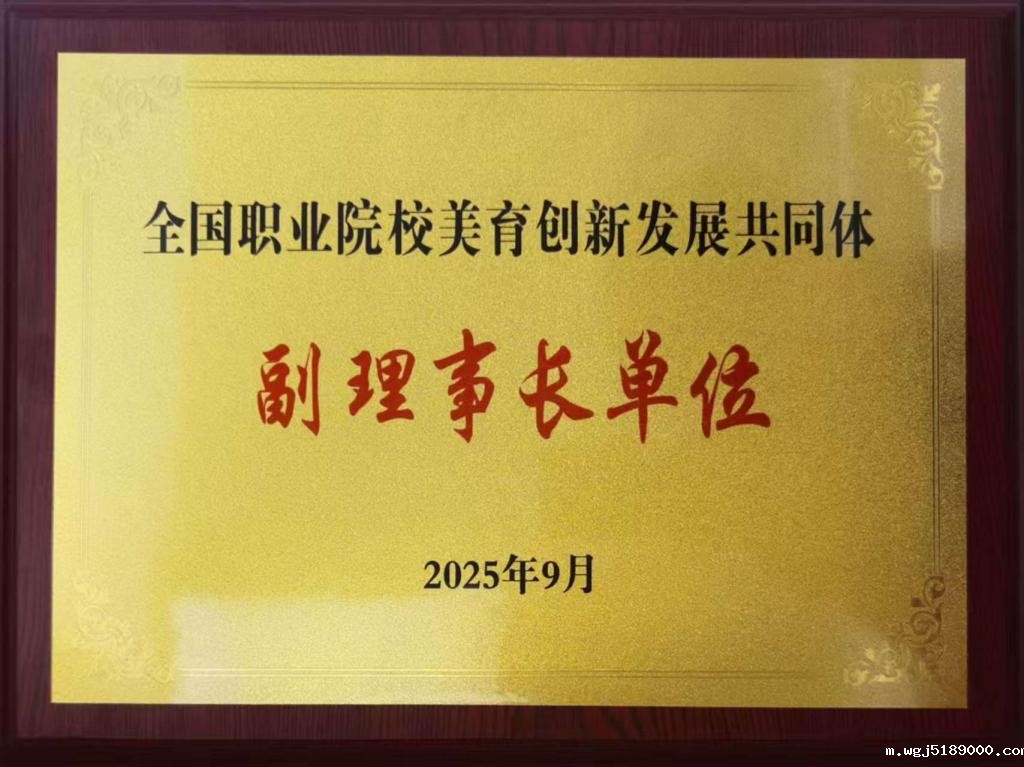 全国职业院校美育创新发展共同体
副理事长单位
2025年9月
m.wgj5189000.co